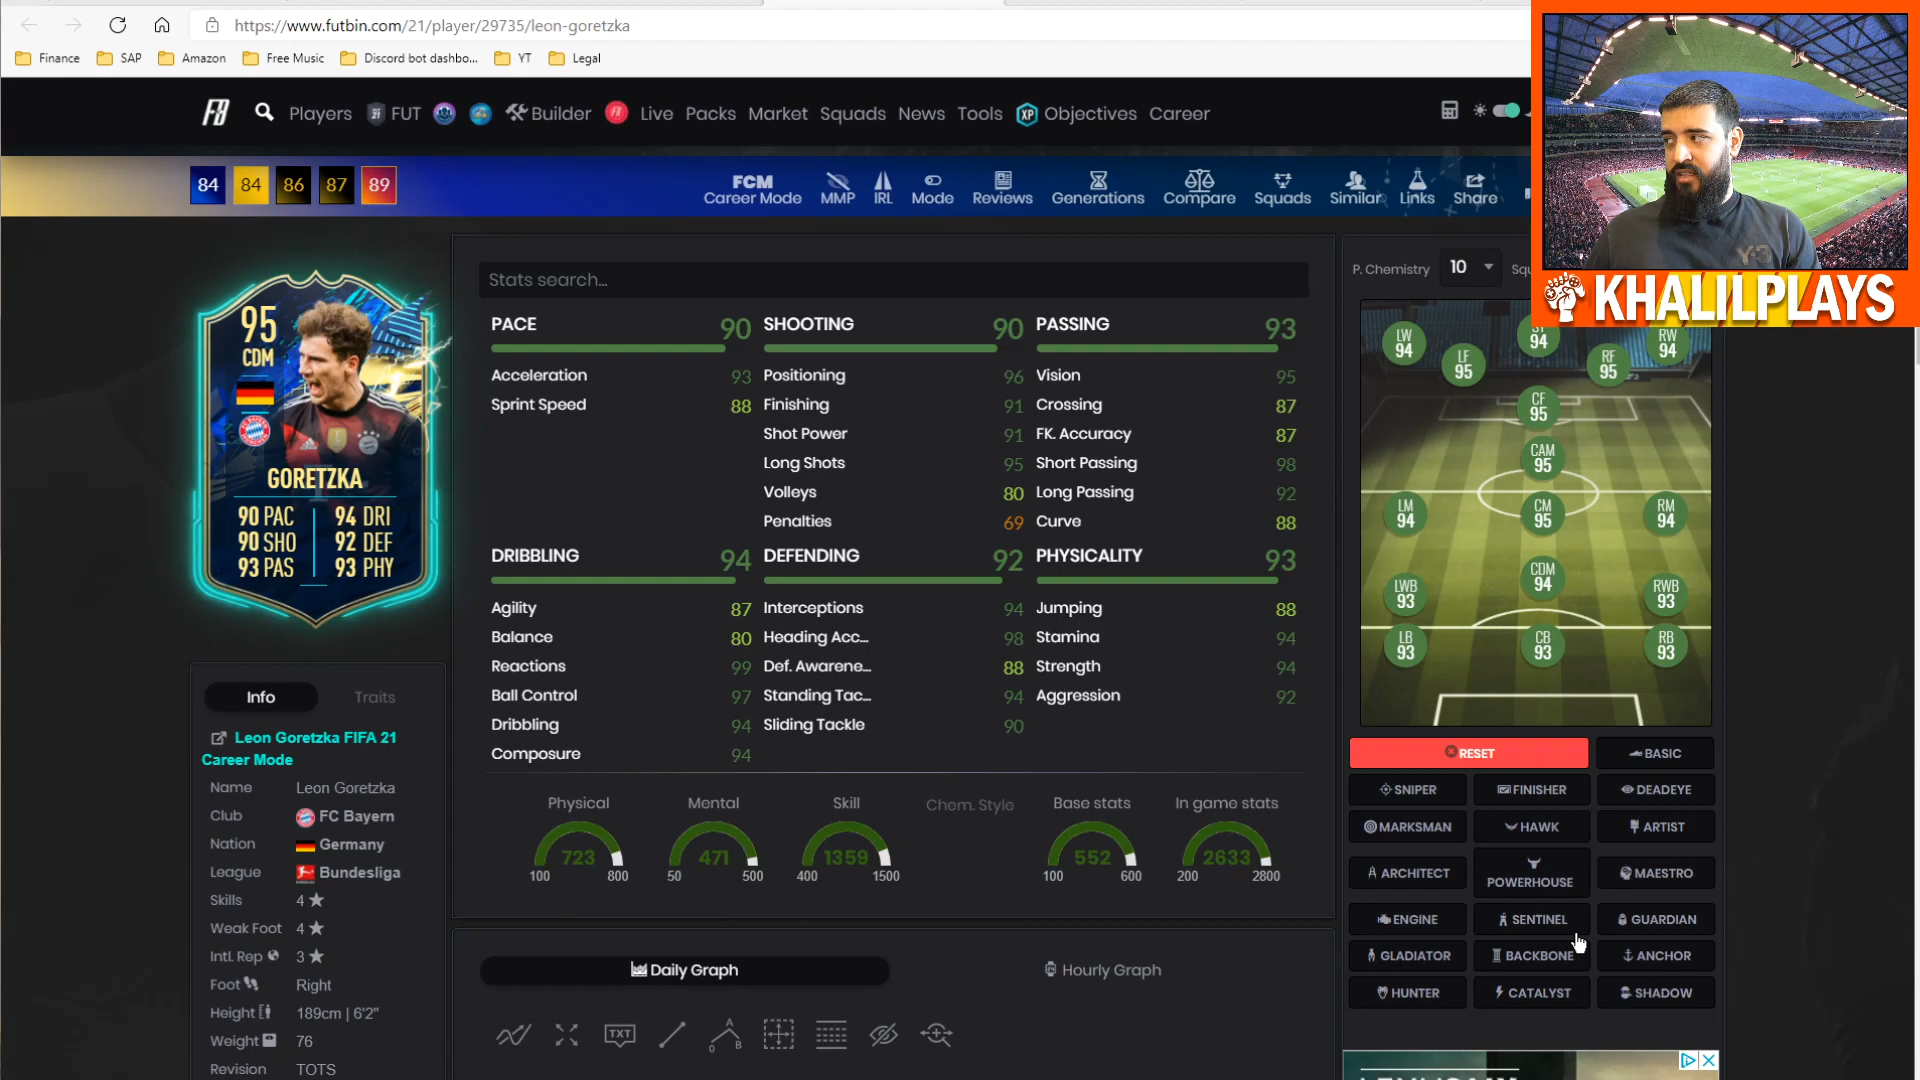 https://www.futbin.com/21/player/29735/leon-goretzka
Finance SAP Amazon Free Music Discord bot dashbo... YT Legal
Players FUT Builder Live Packs Market Squads News Tools XP Objectives Career
84 84 86 87 89
FCM
Career Mode MMP IRL Mode Reviews Generations Compare Squads Similar Links Share
Y-3
KHALILPLAYS
95
CDM
GORETZKA
90 PAC 94 DRI
90 SHO 92 DEF
93 PAS 93 PHY
Stats search...
PACE 90 SHOOTING 90 PASSING 93
Acceleration 93 Positioning 96 Vision 95
Sprint Speed 88 Finishing 91 Crossing 87
Shot Power 91 FK. Accuracy 87
Long Shots 95 Short Passing 98
Volleys 80 Long Passing 92
Penalties 69 Curve 88
DRIBBLING 94 DEFENDING 92 PHYSICALITY 93
Agility 87 Interceptions 94 Jumping 88
Balance 80 Heading Acc... 98 Stamina 94
Reactions 99 Def. Awarene... 88 Strength 94
Ball Control 97 Standing Tac... 94 Aggression 92
Dribbling 94 Sliding Tackle 90
Composure 94
Physical Mental Skill Chem. Style Base stats In game stats
723 471 1359 552 2633
100 800 50 500 400 1500 100 600 200 2800
Daily Graph Hourly Graph
TXT
A
0 B
Info Traits
Leon Goretzka FIFA 21
Career Mode
Name Leon Goretzka
Club FC Bayern
Nation Germany
League Bundesliga
Skills 4
Weak Foot 4
Intl. Rep 3
Foot Right
Height 189cm | 6'2"
Weight 76
Revision TOTS
P. Chemistry 10
LW
94
94
RW
94
LF
95
RF
95
CF
95
CAM
95
LM
94
CM
95
RM
94
CDM
94
LWB
93
RWB
93
LB
93
CB
93
RB
93
RESET BASIC
SNIPER FINISHER DEADEYE
MARKSMAN HAWK ARTIST
ARCHITECT POWERHOUSE MAESTRO
ENGINE SENTINEL GUARDIAN
GLADIATOR BACKBONE ANCHOR
HUNTER CATALYST SHADOW